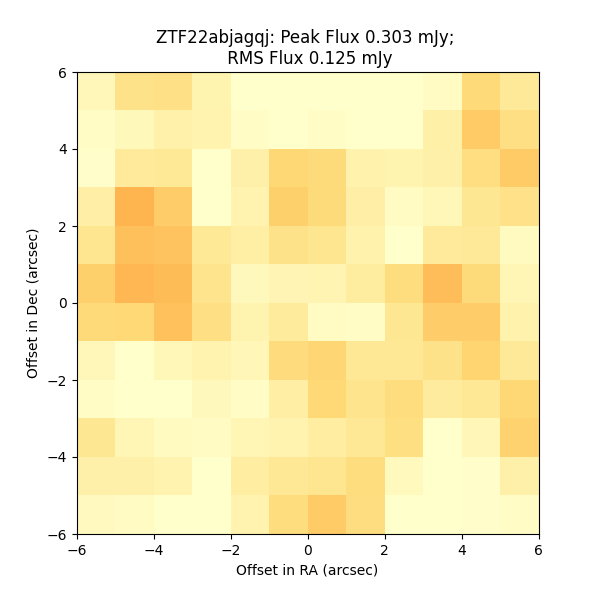 ZTF22abjagqj: Peak Flux 0.303 mJy;
RMS Flux 0.125 mJy
6
4
2
0
−2
−4
−6
Offset in Dec (arcsec)
−6 −4 −2 0 2 4 6
Offset in RA (arcsec)